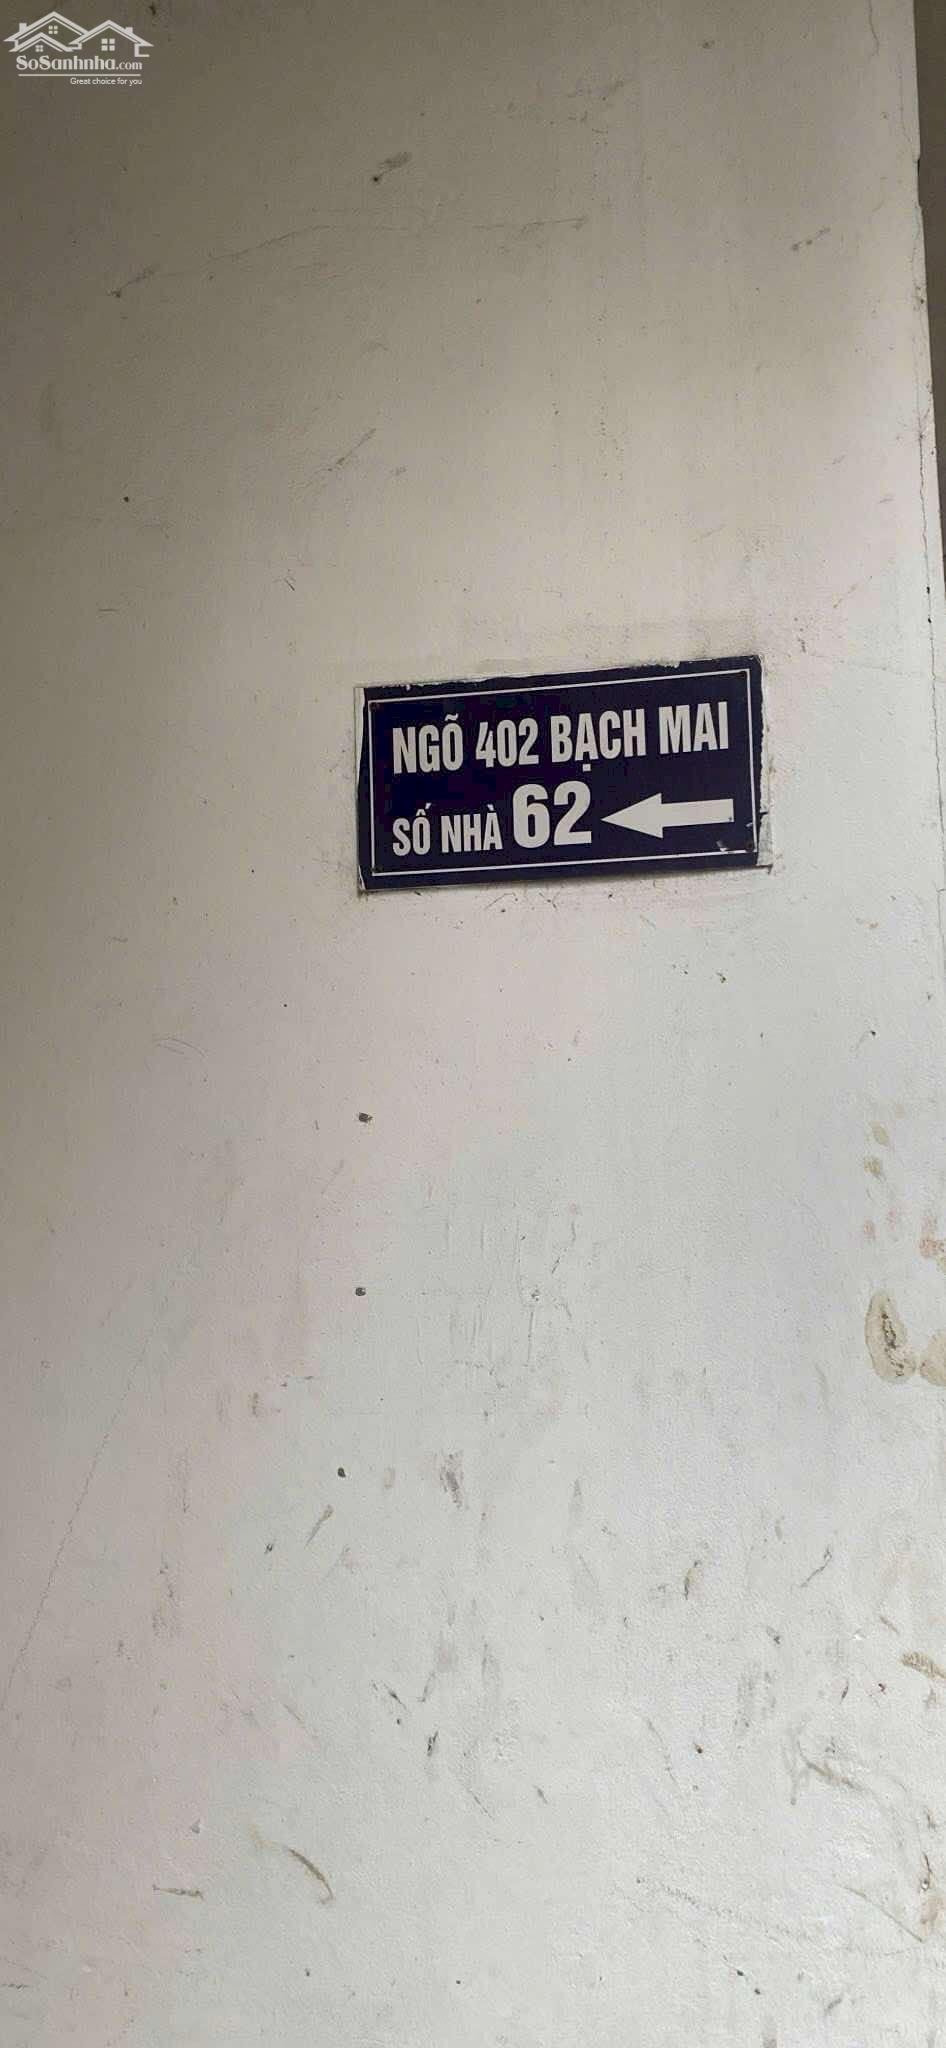 SoSanhnha.com
Great choice for you
NGÕ 402 BẠCH MAI
SỐ NHÀ 62